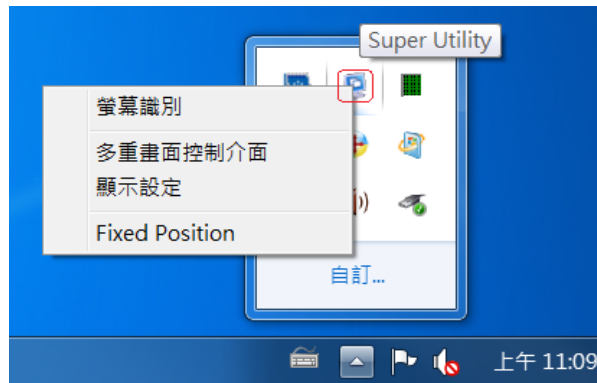 Super Utility
螢幕識別
多重畫面控制介面
顯示設定
Fixed Position
自訂...
上午 11:09